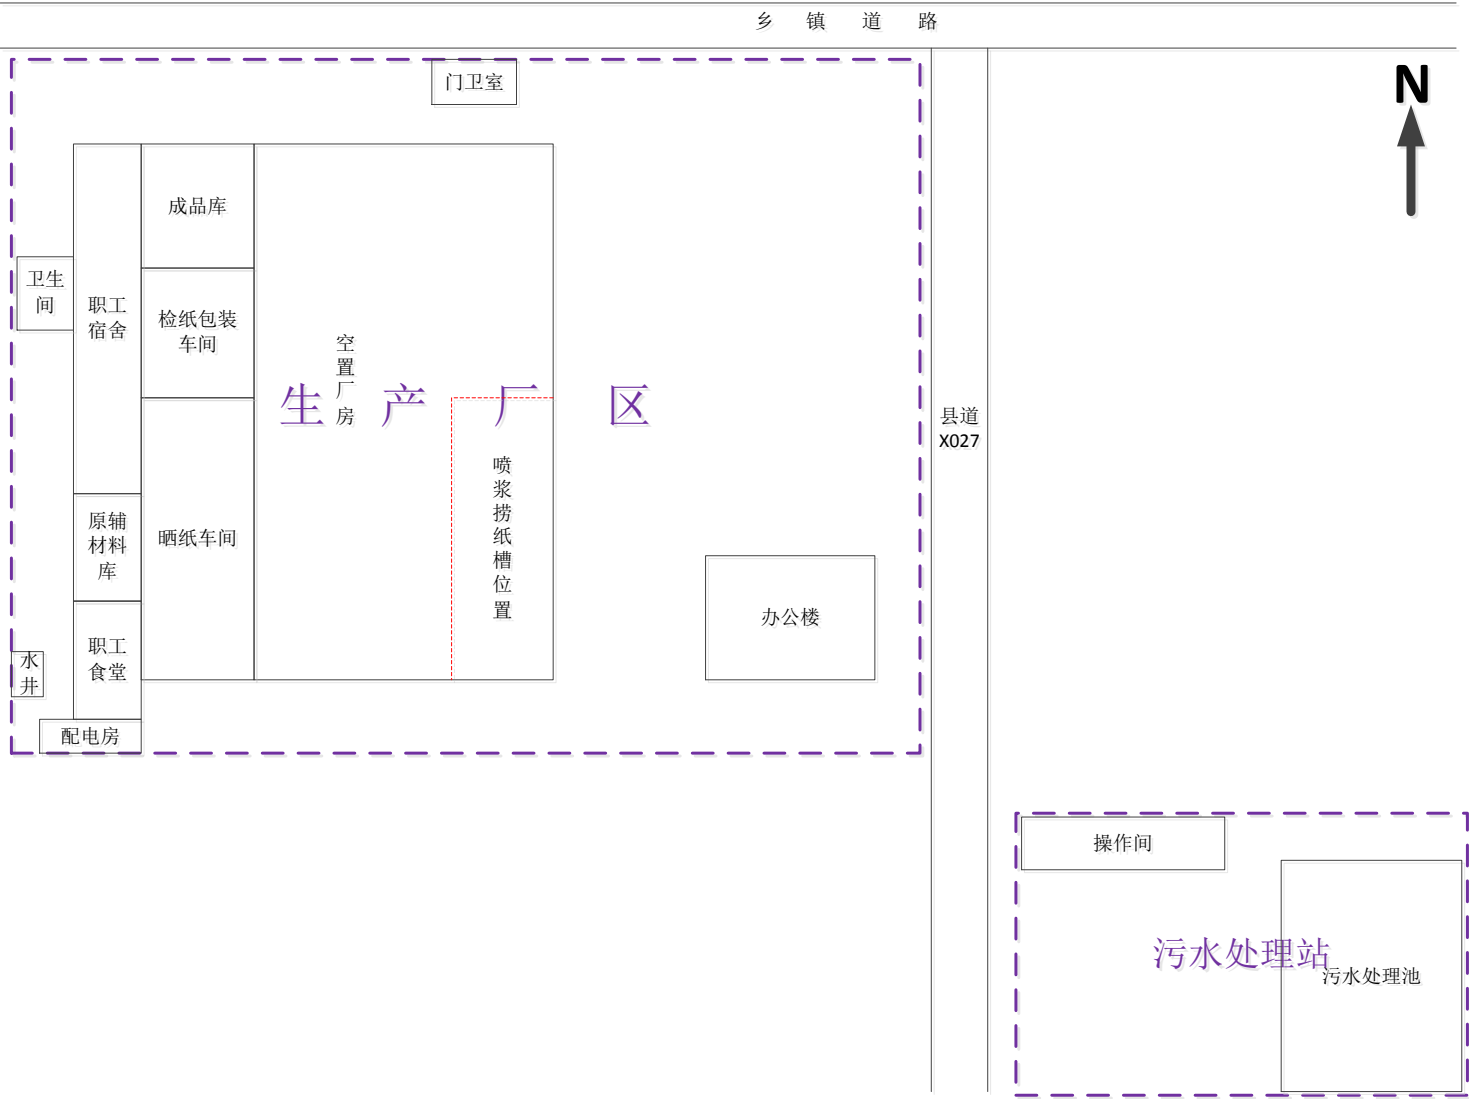 乡镇道路
门卫室
N
成品库
卫生
间
职工
宿舍
检纸包装
车间
空置厂房
生产厂区
县道
X027
喷浆捞纸槽位置
原辅
材料
库
晒纸车间
办公楼
职工
食堂
水
井
配电房
操作间
污水处理站
污水处理池